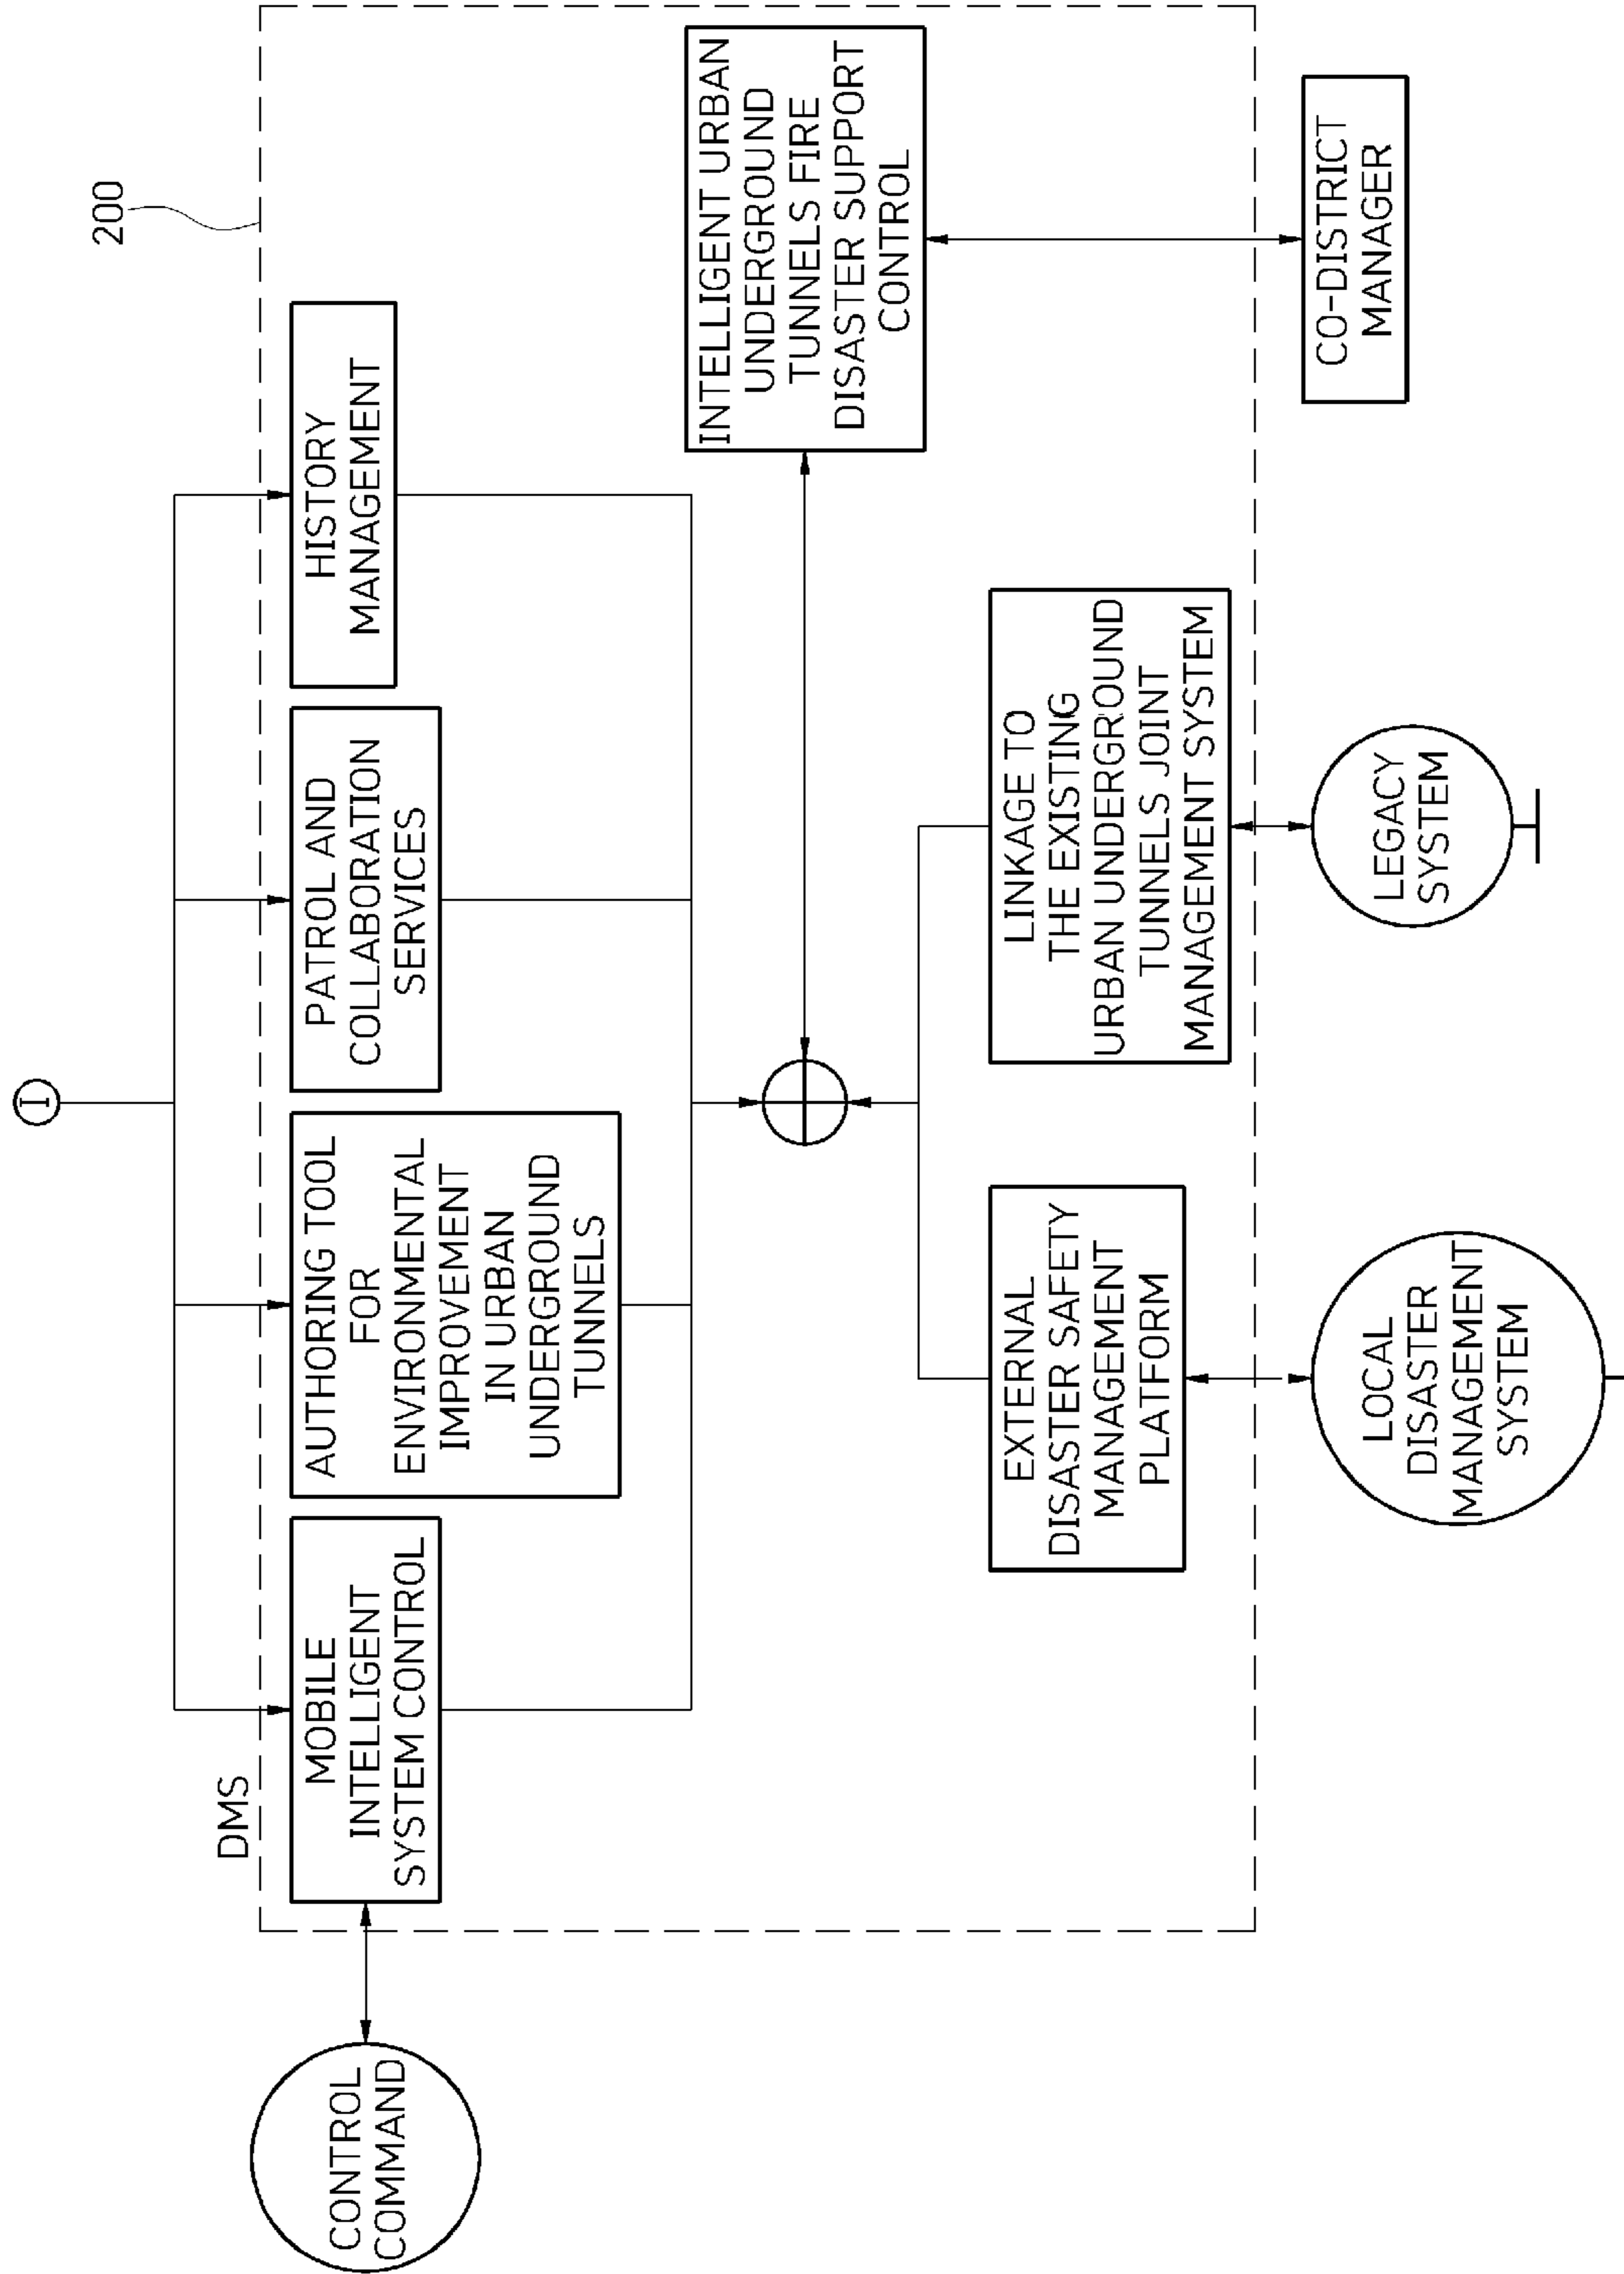 200
I
DMS
CONTROL
COMMAND
MOBILE
INTELLIGENT
SYSTEM CONTROL
AUTHORING TOOL
FOR
ENVIRONMENTAL
IMPROVEMENT
IN URBAN
UNDERGROUND
TUNNELS
PATROL AND
COLLABORATION
SERVICES
HISTORY
MANAGEMENT
INTELLIGENT URBAN
UNDERGROUND
TUNNELS FIRE
DISASTER SUPPORT
CONTROL
EXTERNAL
DISASTER SAFETY
MANAGEMENT
PLATFORM
LINKAGE TO
THE EXISTING
URBAN UNDERGROUND
TUNNELS JOINT
MANAGEMENT SYSTEM
LOCAL
DISASTER
MANAGEMENT
SYSTEM
LEGACY
SYSTEM
CO-DISTRICT
MANAGER